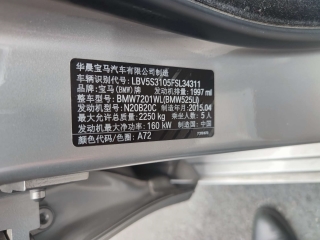 华晨宝马汽车有限公司制造
车辆识别代号: LBV5S3105FSL34311
品牌: 宝马(BMW)牌 发动机排量: 1997 ml
整车型号: BMW7201WL(BMW525Li)
发动机型号: N20B20C 制造年月: 2015.04
最大允许总质量: 2250 kg 乘坐人数: 5人
发动机最大净功率: 160 kW 制造国: 中国
颜色代码/色圈: A72